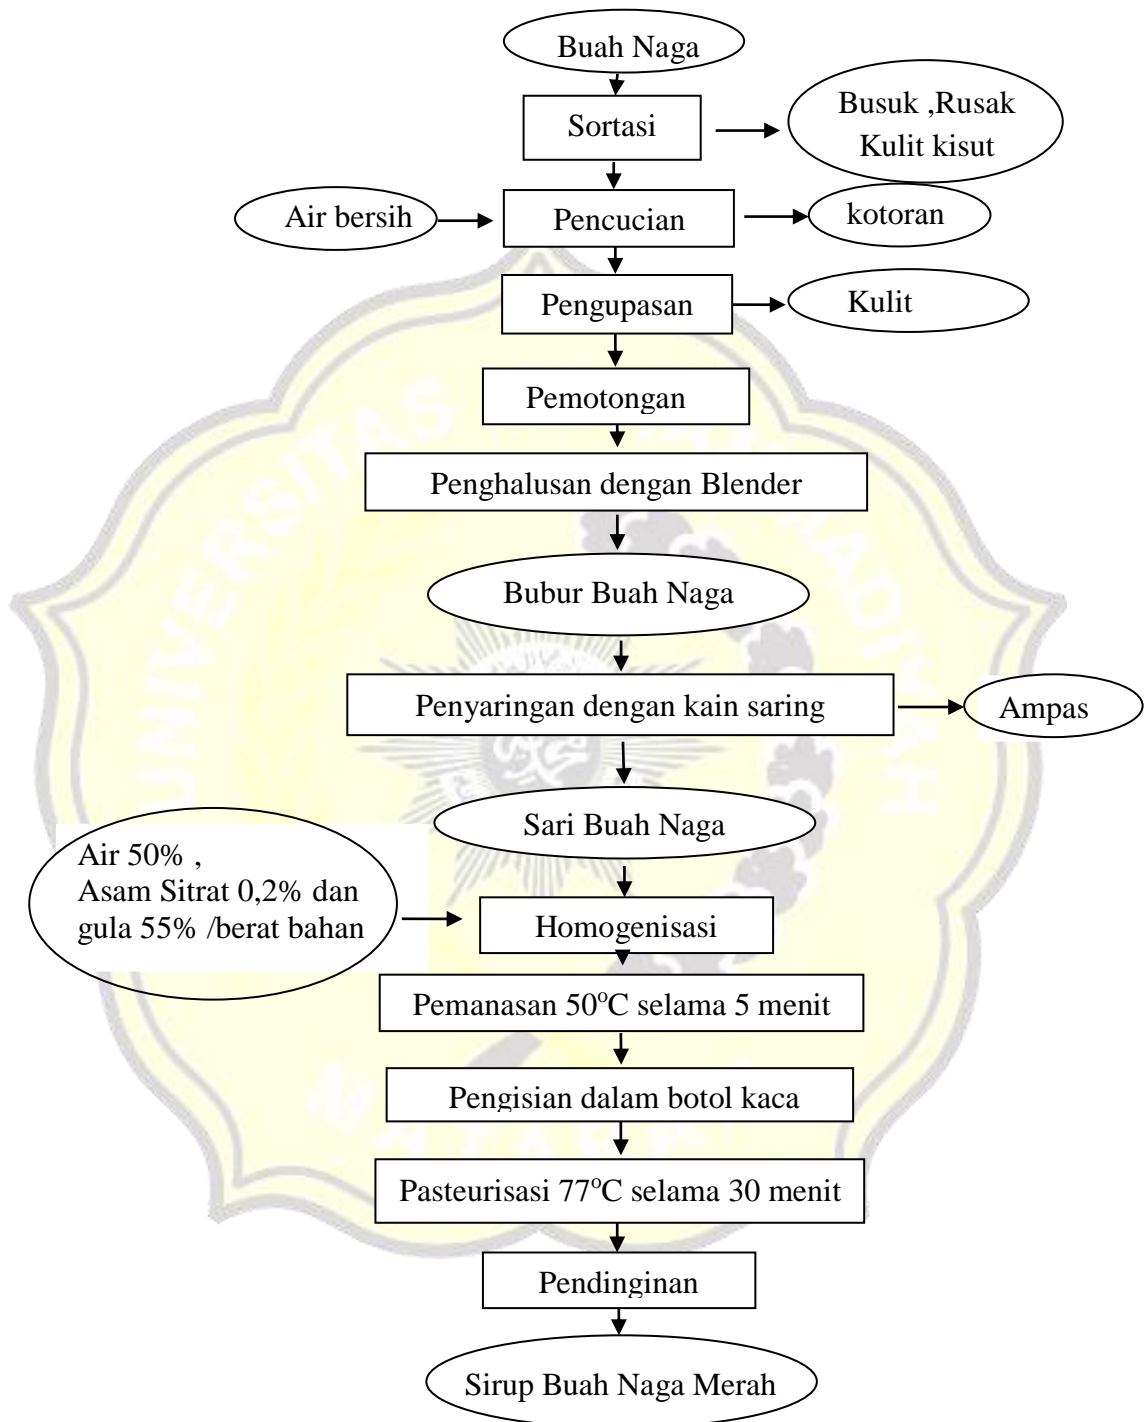 Buah Naga
Sortasi
Busuk ,Rusak
Kulit kisut
Air bersih
Pencucian
kotoran
Pengupasan
Kulit
Pemotongan
Penghalusan dengan Blender
Bubur Buah Naga
Penyaringan dengan kain saring
Ampas
Sari Buah Naga
Air 50% ,
Asam Sitrat 0,2% dan
gula 55% /berat bahan
Homogenisasi
Pemanasan 50°C selama 5 menit
Pengisian dalam botol kaca
Pasteurisasi 77°C selama 30 menit
Pendinginan
Sirup Buah Naga Merah